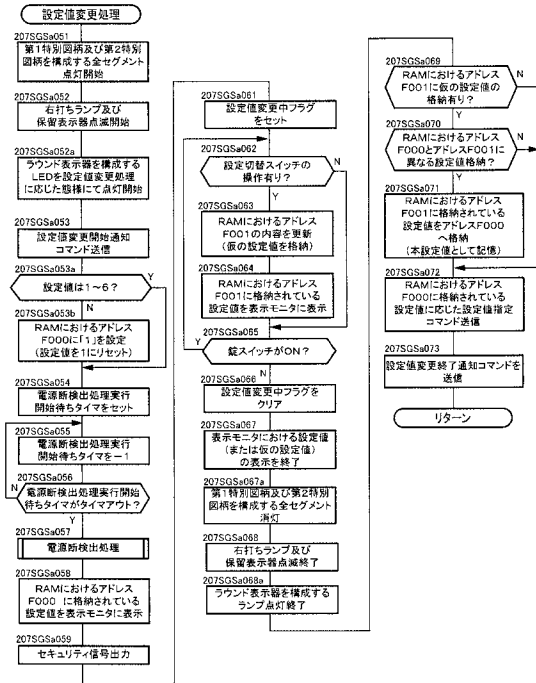 設定値変更処理
207SGSa051
第1特別図柄及び第2特別
図柄を構成する全セグメント
点灯開始
207SGSa052
右打ちランプ及び
保留表示器点滅開始
207SGSa052a
ラウンド表示器を構成する
LEDを設定値変更処理
に応じた態様にて点灯開始
207SGSa053
設定値変更開始通知
コマンド送信
207SGSa053a
設定値は1～6?
Y
N
207SGSa053b
RAMにおけるアドレス
F000に「1」を設定
(設定値を1にリセット)
207SGSa054
電源断検出処理実行
開始待ちタイマをセット
207SGSa055
電源断検出処理実行
開始待ちタイマを-1
207SGSa056
N
電源断検出処理実行開始
待ちタイマがタイマアウト?
Y
207SGSa057
電源断検出処理
207SGSa058
RAMにおけるアドレス
F000 に格納されている
設定値を表示モニタに表示
207SGSa059
セキュリティ信号出力
207SGSa061
設定値変更中フラグ
をセット
207SGSa062
設定切替スイッチの
操作有り?
N
Y
207SGSa063
RAMにおけるアドレス
F001の内容を更新
(仮の設定値を格納)
207SGSa064
RAMにおけるアドレス
F001に格納されている
設定値を表示モニタに表示
207SGSa065
Y
錠スイッチがON?
N
207SGSa066
設定値変更中フラグを
クリア
207SGSa067
表示モニタにおける設定値
(または仮の設定値)
の表示を終了
207SGSa067a
第1特別図柄及び第2特別
図柄を構成する全セグメント
消灯
207SGSa068
右打ちランプ及び
保留表示器点滅終了
207SGSa068a
ラウンド表示器を構成する
ランプ点灯終了
207SGSa069
RAMにおけるアドレス
F001に仮の設定値の
格納有り?
N
Y
207SGSa070
RAMにおけるアドレス
F000とアドレスF001に
異なる設定値格納?
N
Y
207SGSa071
RAMにおけるアドレス
F001に格納されている
設定値をアドレスF000
へ格納
(本設定値として記憶)
207SGSa072
RAMにおけるアドレス
F000に格納されている
設定値に応じた設定値指定
コマンド送信
207SGSa073
設定値変更終了通知コマンドを
送信
リターン